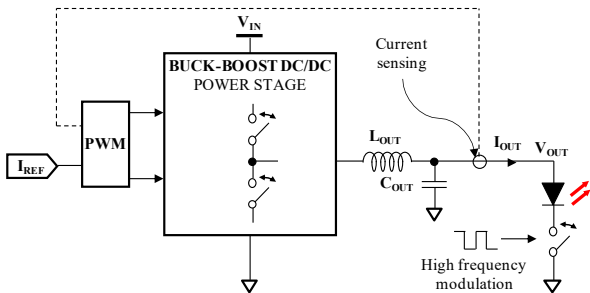 V_IN
BUCK-BOOST DC/DC
POWER STAGE
Current
sensing
PWM
I_REF
L_OUT
C_OUT
I_OUT
V_OUT
High frequency
modulation